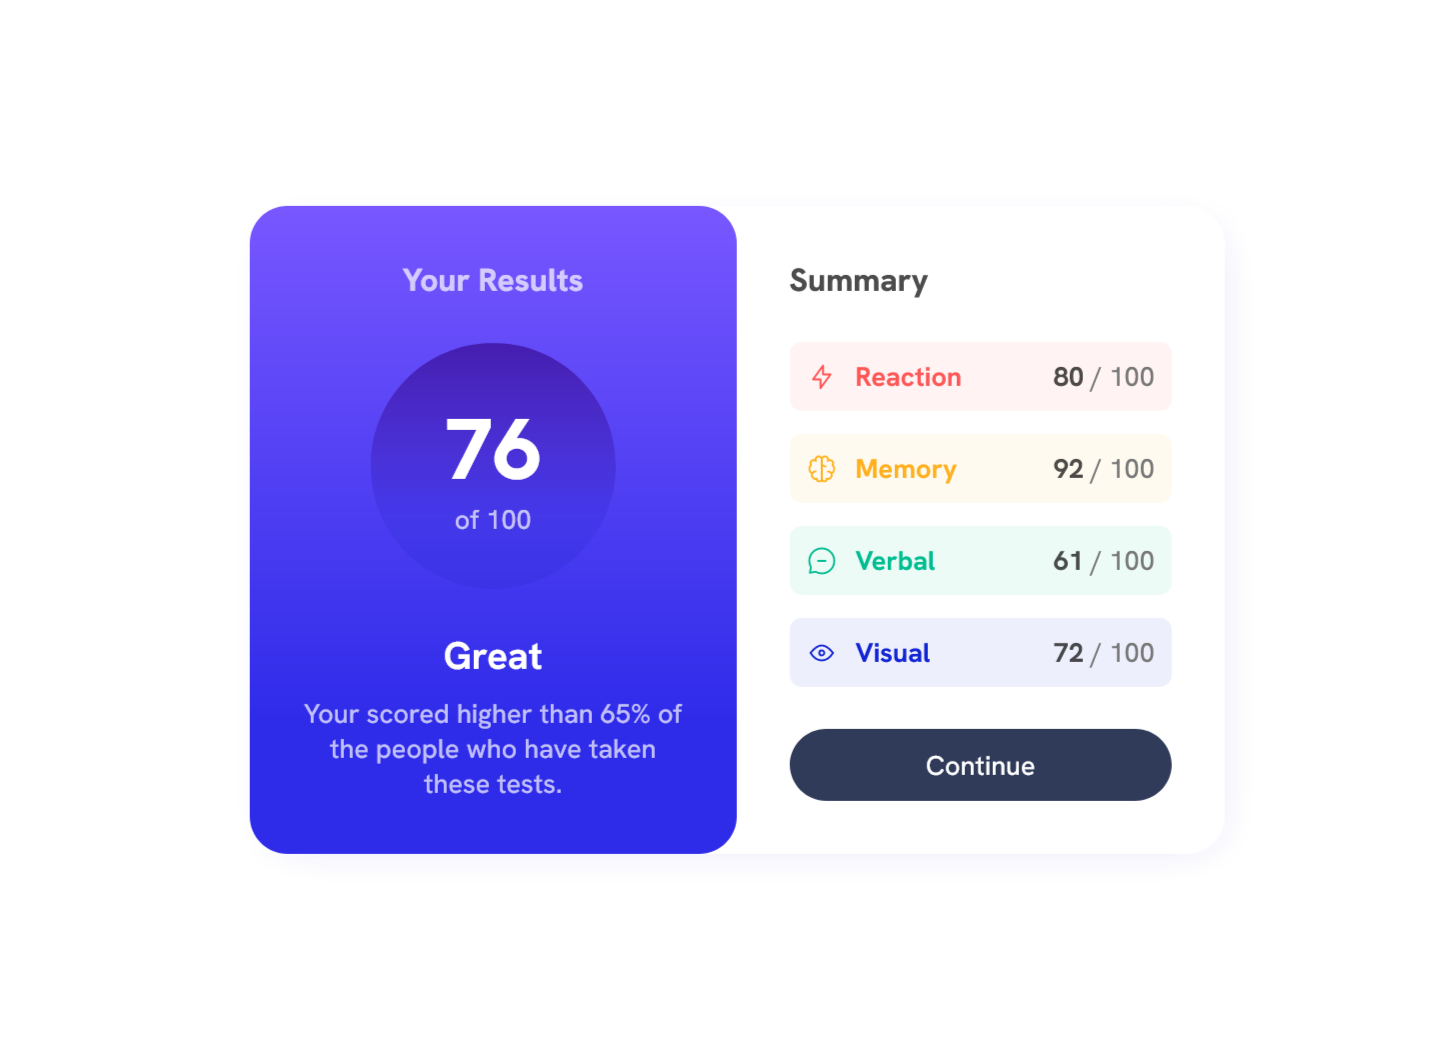 Your Results
76
of 100
Great
Your scored higher than 65% of
the people who have taken
these tests.
Summary
Reaction 80 / 100
Memory 92 / 100
Verbal 61 / 100
Visual 72 / 100
Continue